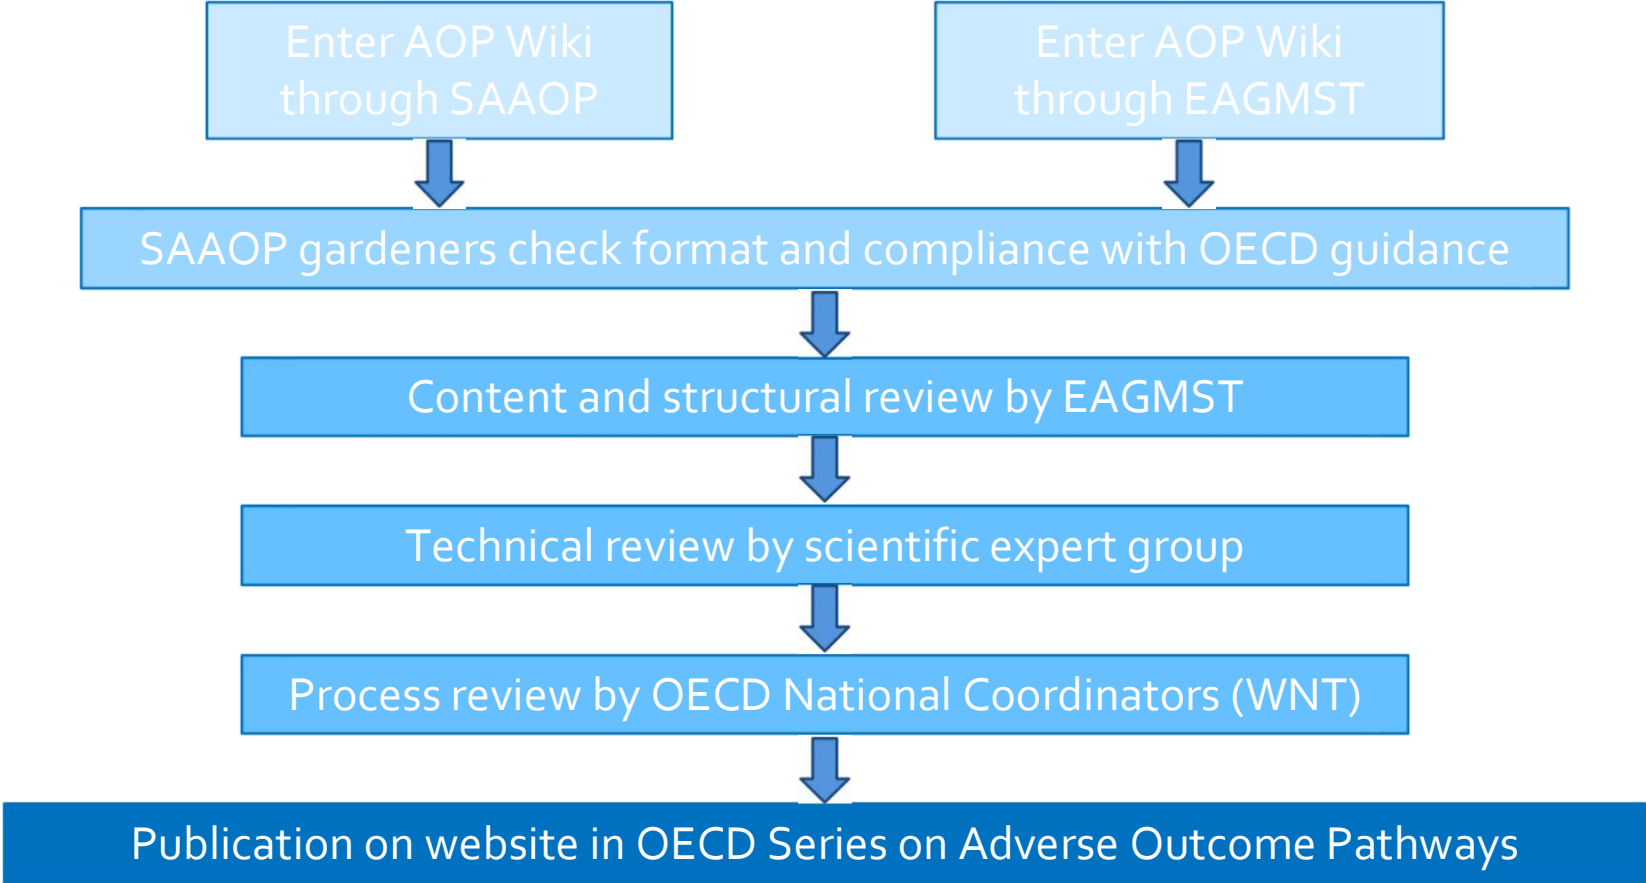 Enter AOP Wiki
through SAAOP
Enter AOP Wiki
through EAGMST
SAAOP gardeners check format and compliance with OECD guidance
Content and structural review by EAGMST
Technical review by scientific expert group
Process review by OECD National Coordinators (WNT)
Publication on website in OECD Series on Adverse Outcome Pathways